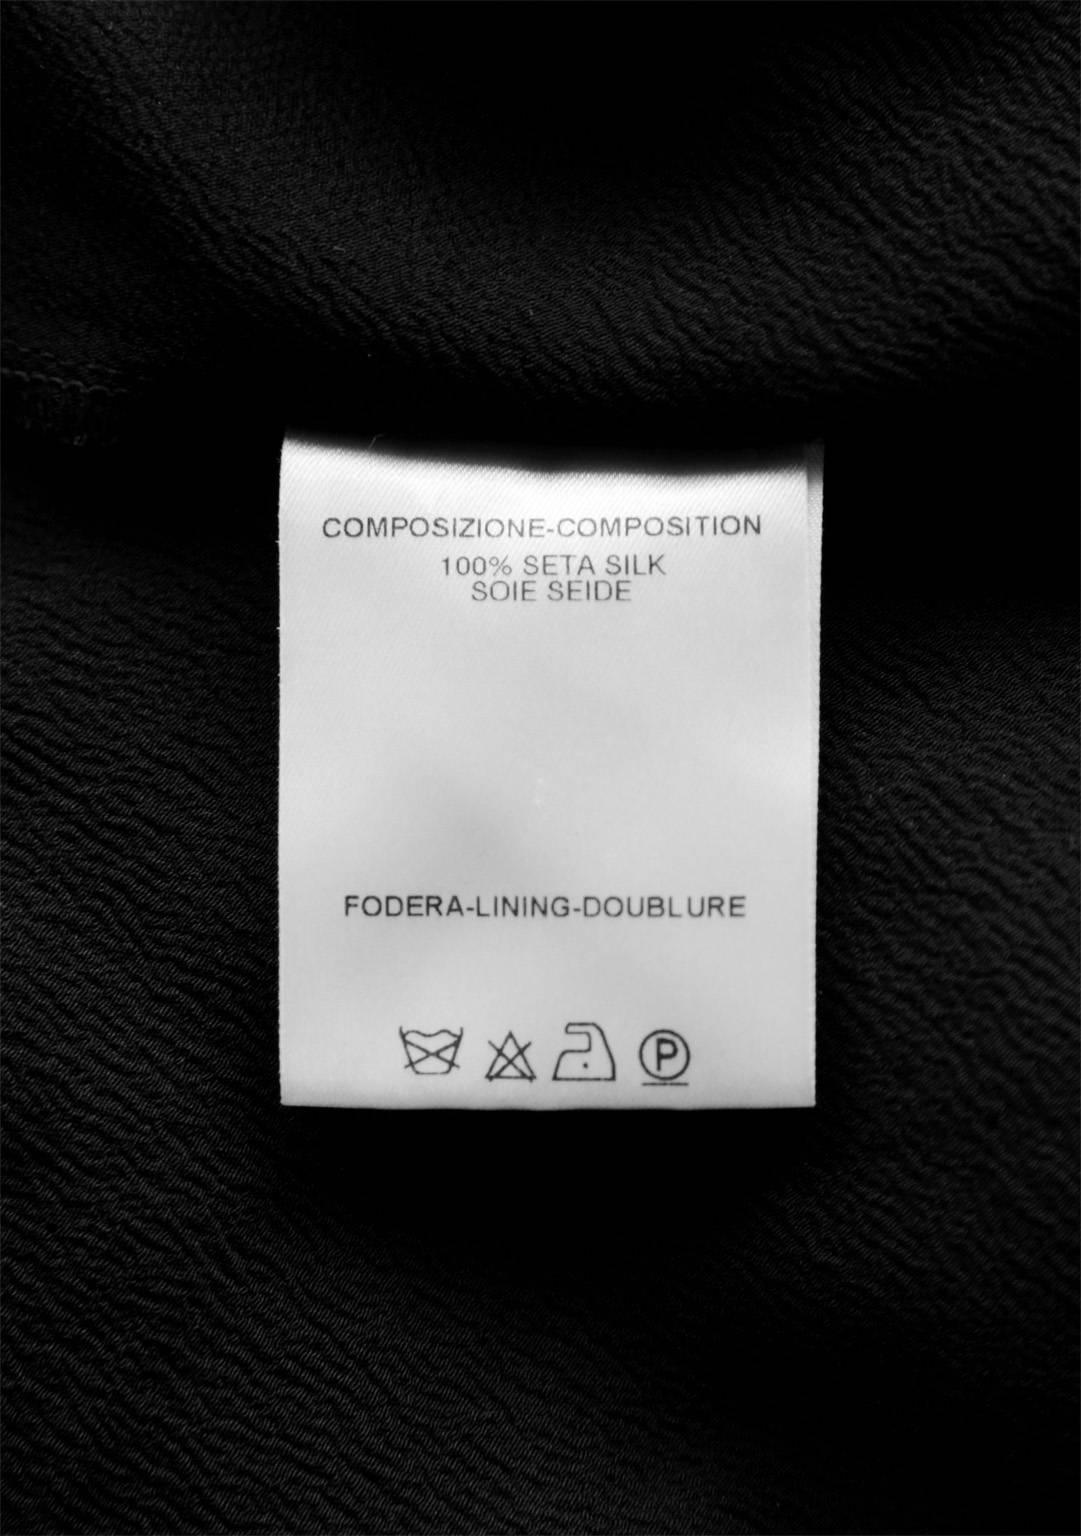 COMPOSIZIONE-COMPOSITION
100% SETA SILK
SOIE SEIDE
FODERA-LINING-DOUBLURE
P